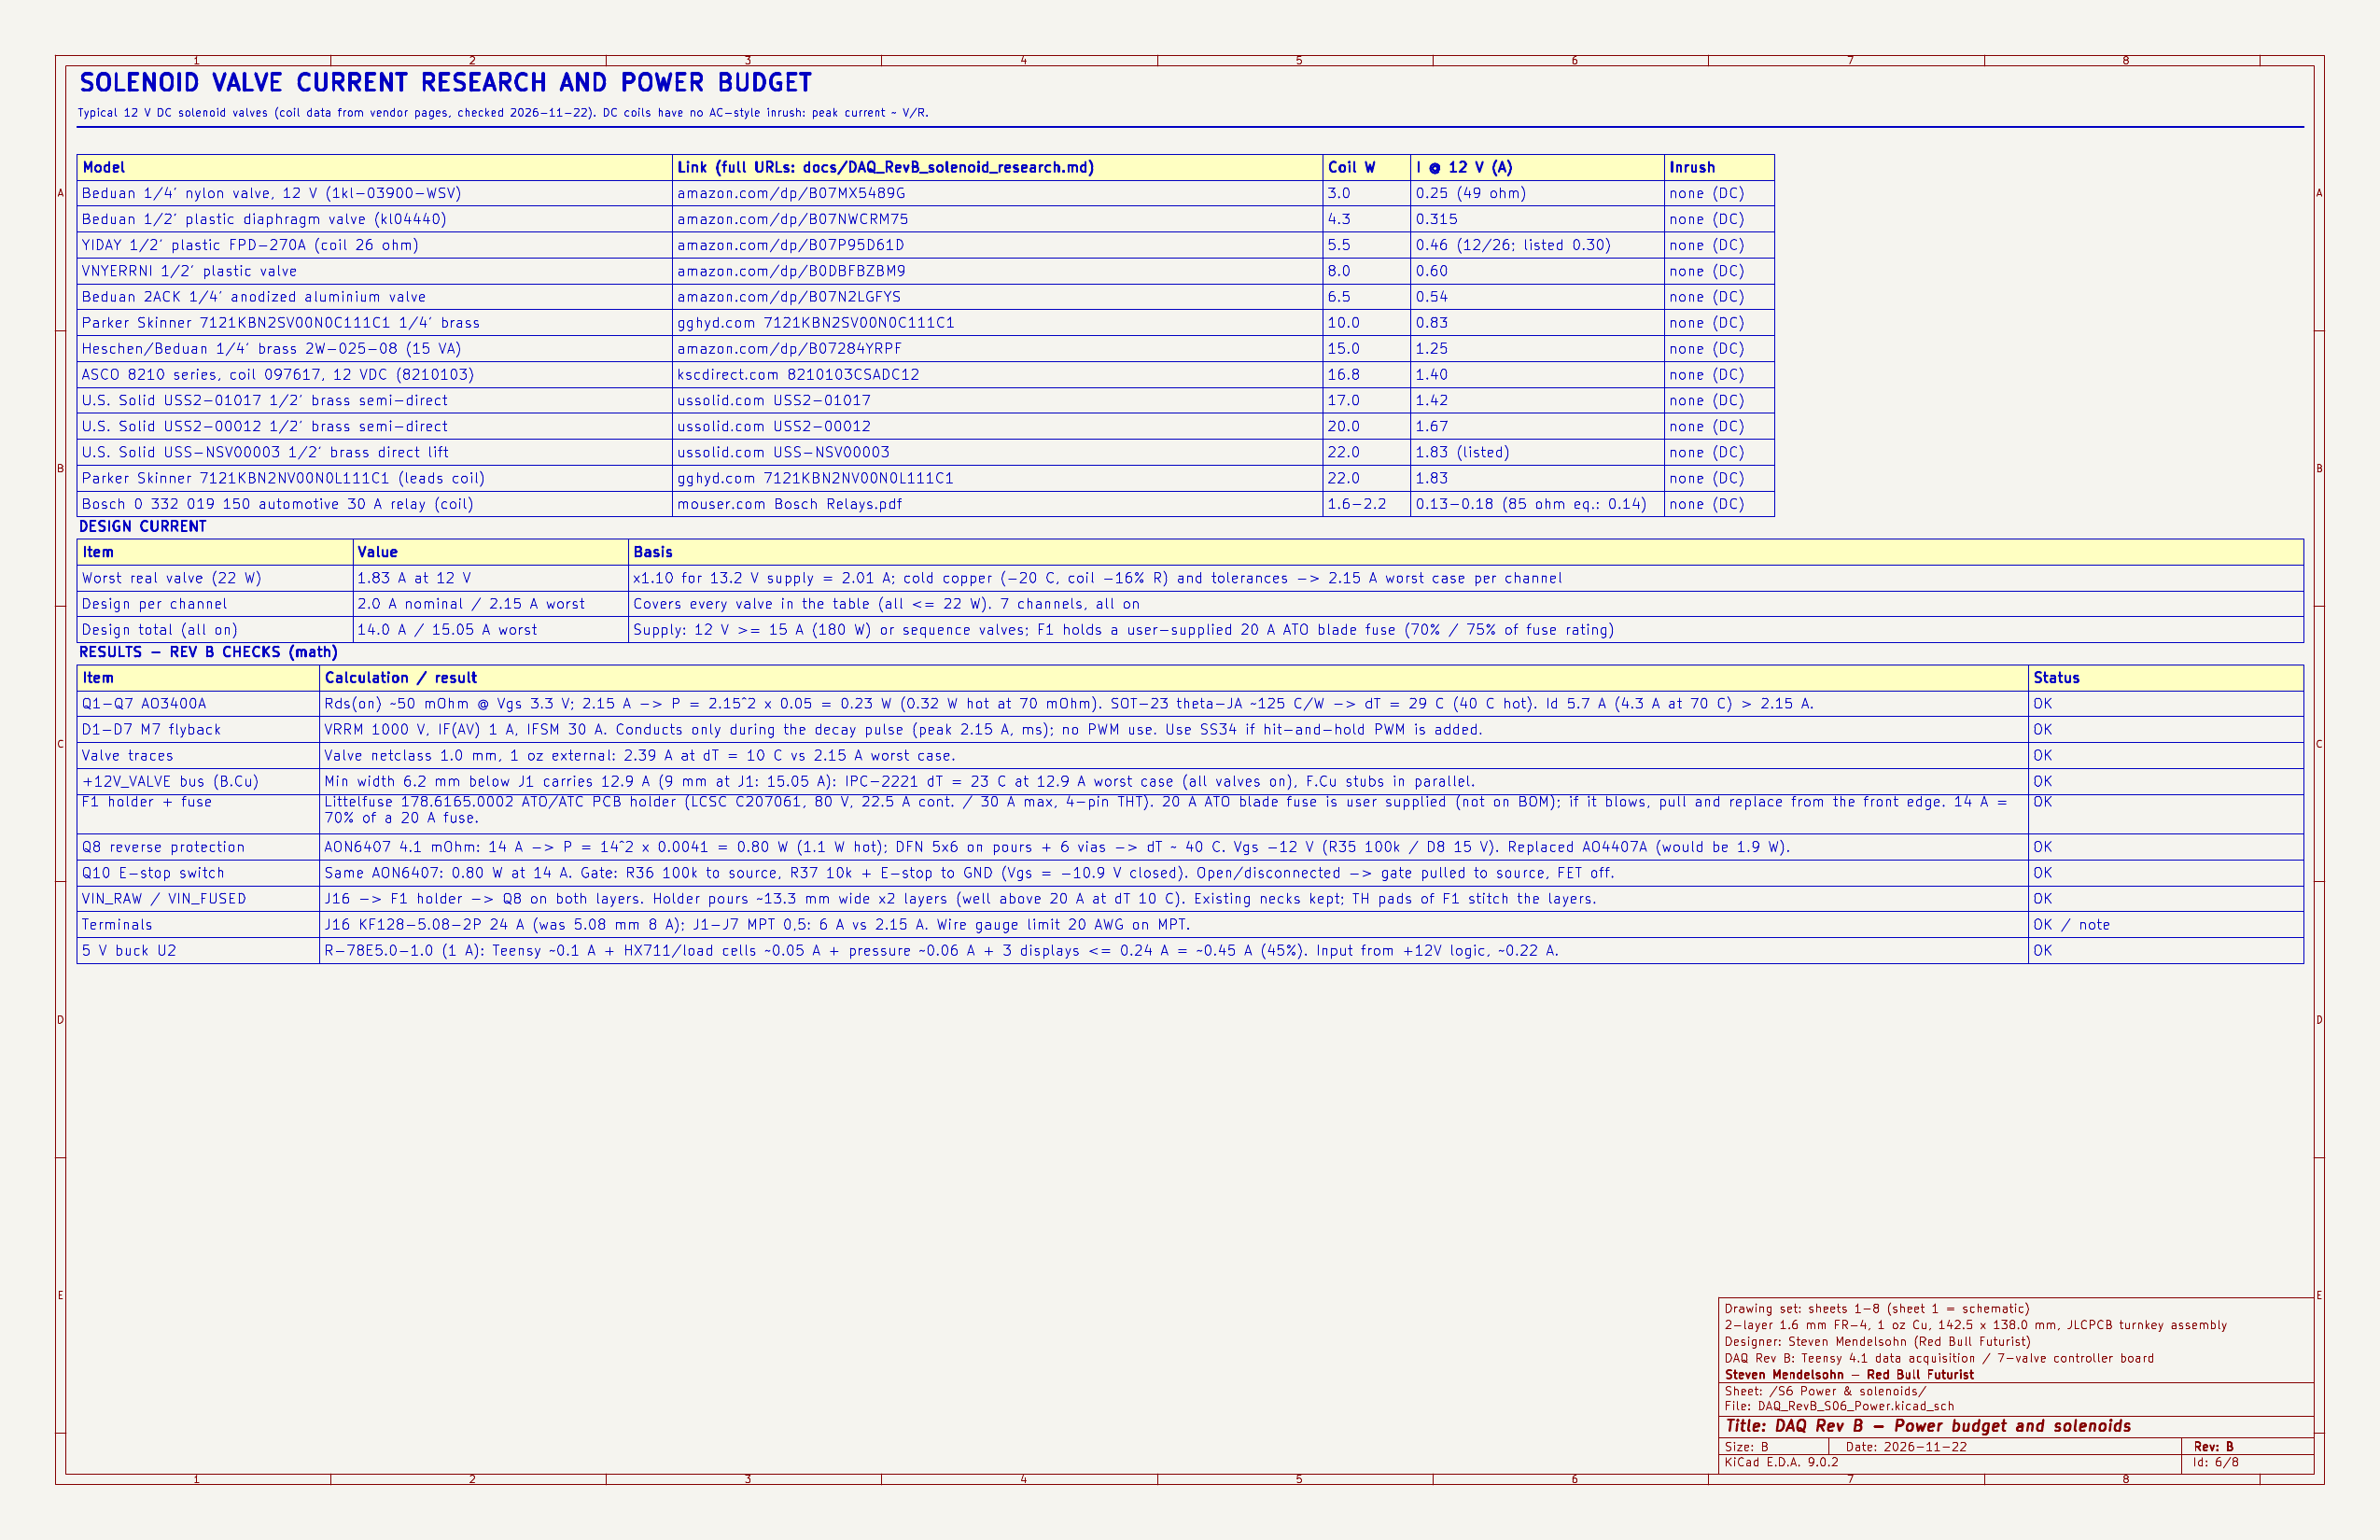 1 2 3 4 5 6 7 8
SOLENOID VALVE CURRENT RESEARCH AND POWER BUDGET
Typical 12 V DC solenoid valves (coil data from vendor pages, checked 2026-11-22). DC coils have no AC-style inrush: peak current ~ V/R.
Model Link (full URLs: docs/DAQ_RevB_solenoid_research.md) Coil W I @ 12 V (A) Inrush
A Beduan 1/4' nylon valve, 12 V (1kl-03900-WSV) amazon.com/dp/B07MX5489G 3.0 0.25 (49 ohm) none (DC) A
Beduan 1/2' plastic diaphragm valve (kl04440) amazon.com/dp/B07NWCRM75 4.3 0.315 none (DC)
YIDAY 1/2' plastic FPD-270A (coil 26 ohm) amazon.com/dp/B07P95D61D 5.5 0.46 (12/26; listed 0.30) none (DC)
VNYERRNI 1/2' plastic valve amazon.com/dp/B0DBFBZBM9 8.0 0.60 none (DC)
Beduan 2ACK 1/4' anodized aluminium valve amazon.com/dp/B07N2LGFYS 6.5 0.54 none (DC)
Parker Skinner 7121KBN2SV00N0C111C1 1/4' brass gghyd.com 7121KBN2SV00N0C111C1 10.0 0.83 none (DC)
Heschen/Beduan 1/4' brass 2W-025-08 (15 VA) amazon.com/dp/B07284YRPF 15.0 1.25 none (DC)
ASCO 8210 series, coil 097617, 12 VDC (8210103) kscdirect.com 8210103CSADC12 16.8 1.40 none (DC)
U.S. Solid USS2-01017 1/2' brass semi-direct ussolid.com USS2-01017 17.0 1.42 none (DC)
U.S. Solid USS2-00012 1/2' brass semi-direct ussolid.com USS2-00012 20.0 1.67 none (DC)
U.S. Solid USS-NSV00003 1/2' brass direct lift ussolid.com USS-NSV00003 22.0 1.83 (listed) none (DC)
B Parker Skinner 7121KBN2NV00N0L111C1 (leads coil) gghyd.com 7121KBN2NV00N0L111C1 22.0 1.83 none (DC) B
Bosch 0 332 019 150 automotive 30 A relay (coil) mouser.com Bosch Relays.pdf 1.6-2.2 0.13-0.18 (85 ohm eq.: 0.14) none (DC)
DESIGN CURRENT
Item Value Basis
Worst real valve (22 W) 1.83 A at 12 V x1.10 for 13.2 V supply = 2.01 A; cold copper (-20 C, coil -16% R) and tolerances -> 2.15 A worst case per channel
Design per channel 2.0 A nominal / 2.15 A worst Covers every valve in the table (all <= 22 W). 7 channels, all on
Design total (all on) 14.0 A / 15.05 A worst Supply: 12 V >= 15 A (180 W) or sequence valves; F1 holds a user-supplied 20 A ATO blade fuse (70% / 75% of fuse rating)
RESULTS - REV B CHECKS (math)
Item Calculation / result Status
Q1-Q7 AO3400A Rds(on) ~50 mOhm @ Vgs 3.3 V; 2.15 A -> P = 2.15^2 x 0.05 = 0.23 W (0.32 W hot at 70 mOhm). SOT-23 theta-JA ~125 C/W -> dT = 29 C (40 C hot). Id 5.7 A (4.3 A at 70 C) > 2.15 A. OK
D1-D7 M7 flyback VRRM 1000 V, IF(AV) 1 A, IFSM 30 A. Conducts only during the decay pulse (peak 2.15 A, ms); no PWM use. Use SS34 if hit-and-hold PWM is added. OK
C Valve traces Valve netclass 1.0 mm, 1 oz external: 2.39 A at dT = 10 C vs 2.15 A worst case. OK C
+12V_VALVE bus (B.Cu) Min width 6.2 mm below J1 carries 12.9 A (9 mm at J1: 15.05 A): IPC-2221 dT = 23 C at 12.9 A worst case (all valves on), F.Cu stubs in parallel. OK
F1 holder + fuse Littelfuse 178.6165.0002 ATO/ATC PCB holder (LCSC C207061, 80 V, 22.5 A cont. / 30 A max, 4-pin THT). 20 A ATO blade fuse is user supplied (not on BOM); if it blows, pull and replace from the front edge. 14 A = OK
70% of a 20 A fuse.
Q8 reverse protection AON6407 4.1 mOhm: 14 A -> P = 14^2 x 0.0041 = 0.80 W (1.1 W hot); DFN 5x6 on pours + 6 vias -> dT ~ 40 C. Vgs -12 V (R35 100k / D8 15 V). Replaced AO4407A (would be 1.9 W). OK
Q10 E-stop switch Same AON6407: 0.80 W at 14 A. Gate: R36 100k to source, R37 10k + E-stop to GND (Vgs = -10.9 V closed). Open/disconnected -> gate pulled to source, FET off. OK
VIN_RAW / VIN_FUSED J16 -> F1 holder -> Q8 on both layers. Holder pours ~13.3 mm wide x2 layers (well above 20 A at dT 10 C). Existing necks kept; TH pads of F1 stitch the layers. OK
Terminals J16 KF128-5.08-2P 24 A (was 5.08 mm 8 A); J1-J7 MPT 0,5: 6 A vs 2.15 A. Wire gauge limit 20 AWG on MPT. OK / note
5 V buck U2 R-78E5.0-1.0 (1 A): Teensy ~0.1 A + HX711/load cells ~0.05 A + pressure ~0.06 A + 3 displays <= 0.24 A = ~0.45 A (45%). Input from +12V logic, ~0.22 A. OK
D D
E E
Drawing set: sheets 1-8 (sheet 1 = schematic)
2-layer 1.6 mm FR-4, 1 oz Cu, 142.5 x 138.0 mm, JLCPCB turnkey assembly
Designer: Steven Mendelsohn (Red Bull Futurist)
DAQ Rev B: Teensy 4.1 data acquisition / 7-valve controller board
Steven Mendelsohn - Red Bull Futurist
Sheet: /S6 Power & solenoids/
File: DAQ_RevB_S06_Power.kicad_sch
Title: DAQ Rev B - Power budget and solenoids
Size: B Date: 2026-11-22 Rev: B
KiCad E.D.A. 9.0.2 Id: 6/8
1 2 3 4 5 6 7 8